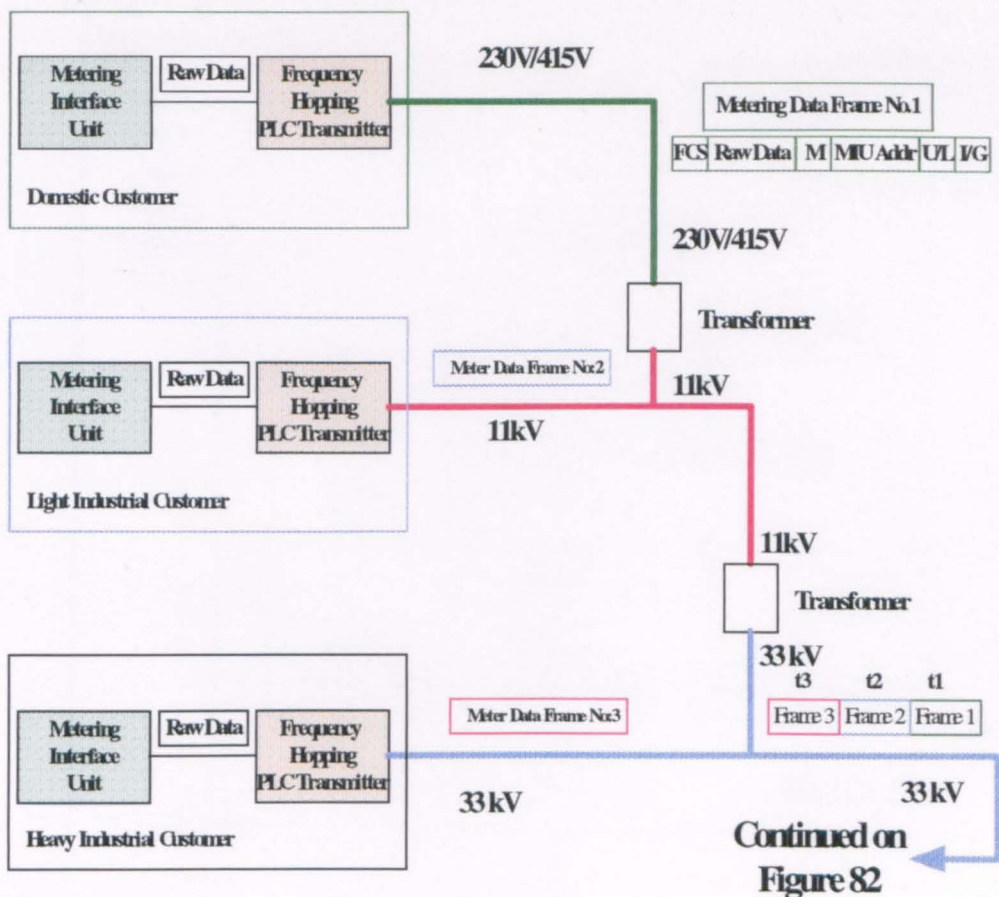 Metering
Interface
Unit
Raw Data
Frequency
Hopping
PLC Transmitter
Domestic Customer
230V/415V
Metering Data Frame No.1
FCS Raw Data M MIU Addr U/L I/G
230V/415V
Transformer
Metering
Interface
Unit
Raw Data
Frequency
Hopping
PLC Transmitter
Light Industrial Customer
Meter Data Frame No:2
11kV
11kV
11kV
Transformer
33 kV
t3 t2 t1
Frame 3 Frame 2 Frame 1
Metering
Interface
Unit
Raw Data
Frequency
Hopping
PLC Transmitter
Heavy Industrial Customer
Meter Data Frame No:3
33 kV
33 kV
Continued on
Figure 82